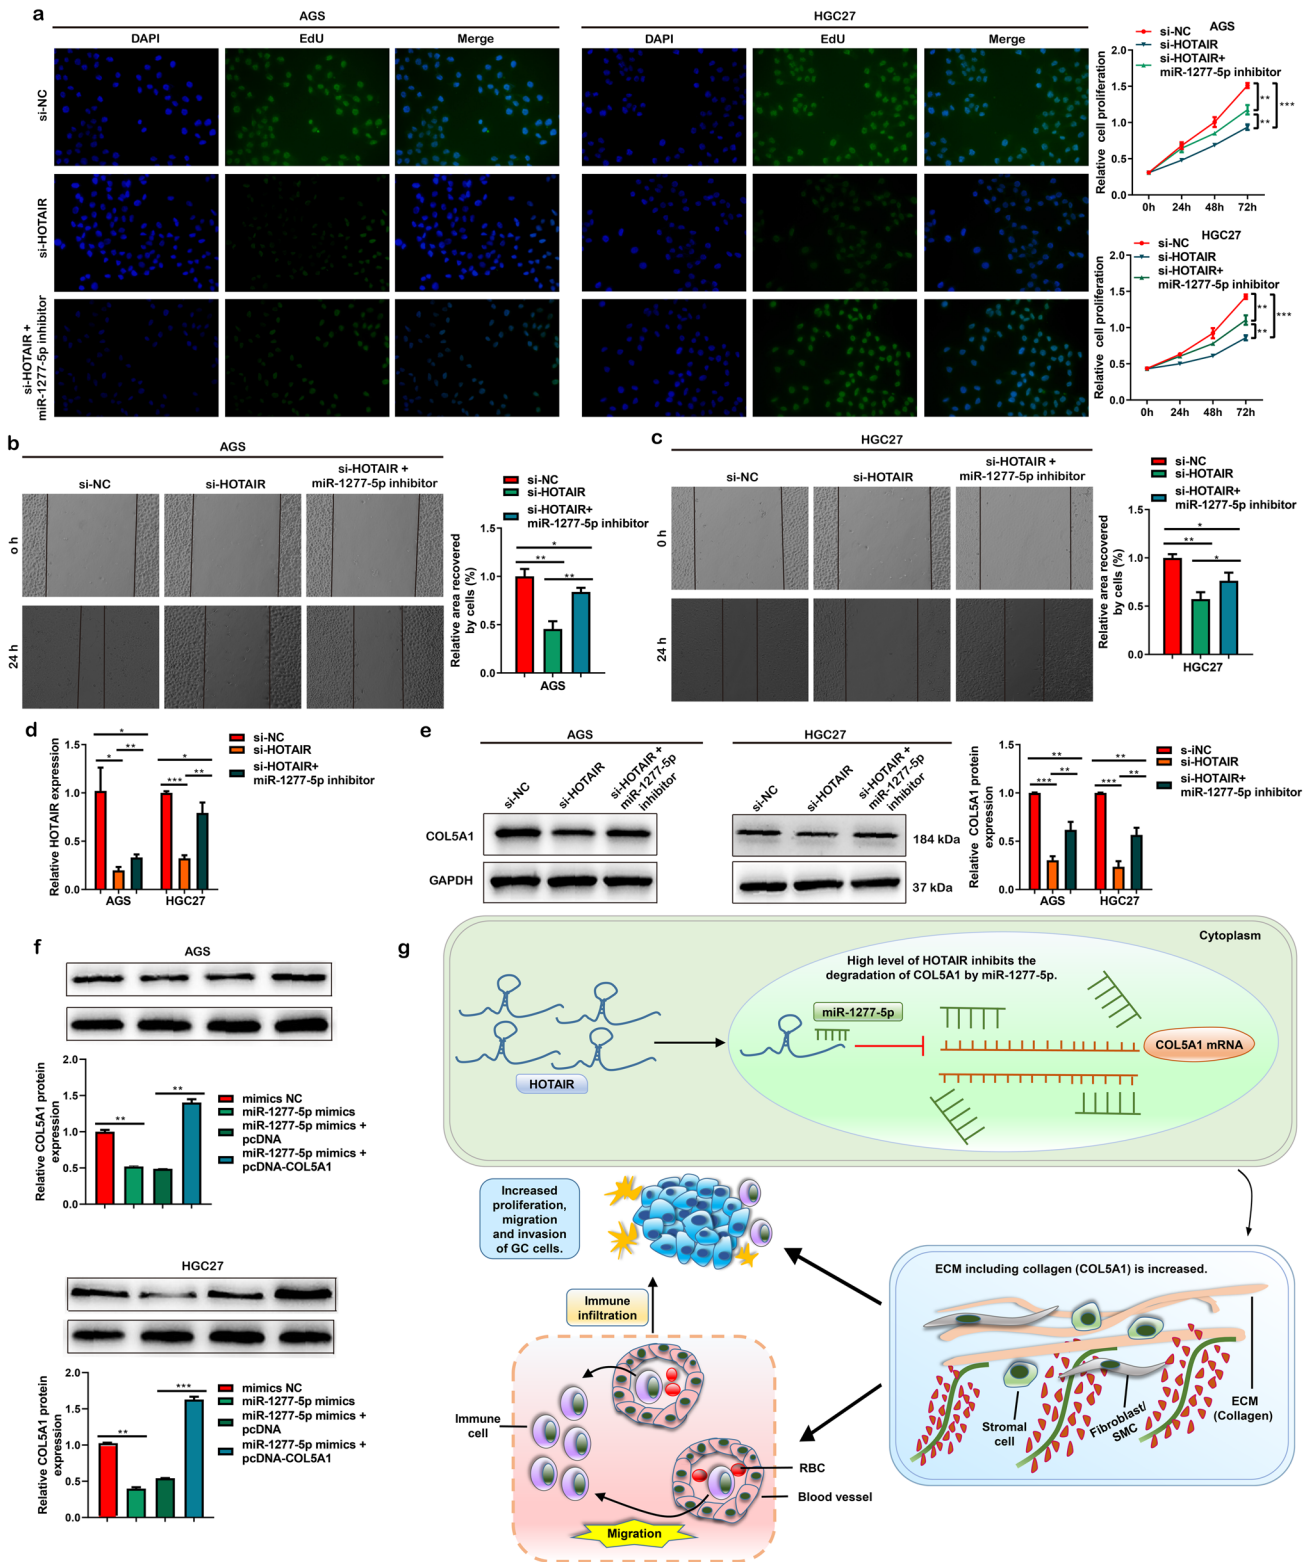 a
AGS
HGC27
DAPI
EdU
Merge
DAPI
EdU
Merge
si-NC
si-HOTAIR
si-HOTAIR +
miR-1277-5p inhibitor
AGS
si-NC
si-HOTAIR
si-HOTAIR+
miR-1277-5p inhibitor
Relative cell proliferation
2.0
1.5
1.0
0.5
0.0
0h 24h 48h 72h
**
**
***
HGC27
si-NC
si-HOTAIR
si-HOTAIR+
miR-1277-5p inhibitor
Relative cell proliferation
2.0
1.5
1.0
0.5
0.0
0h 24h 48h 72h
**
**
***
b
AGS
si-NC
si-HOTAIR
si-HOTAIR +
miR-1277-5p inhibitor
o h
24 h
si-NC
si-HOTAIR
si-HOTAIR+
miR-1277-5p inhibitor
Relative area recovered
by cells (%)
1.5
1.0
0.5
0.0
*
**
**
AGS
c
HGC27
si-NC
si-HOTAIR
si-HOTAIR +
miR-1277-5p inhibitor
0 h
24 h
si-NC
si-HOTAIR
si-HOTAIR+
miR-1277-5p inhibitor
Relative area recovered
by cells (%)
1.5
1.0
0.5
0.0
*
**
*
HGC27
d
si-NC
si-HOTAIR
si-HOTAIR+
miR-1277-5p inhibitor
Relative HOTAIR expression
1.5
1.0
0.5
0.0
*
*
**
*
***
**
AGS HGC27
e
AGS
HGC27
si-NC
si-HOTAIR
si-HOTAIR +
miR-1277-5p
inhibitor
si-NC
si-HOTAIR
si-HOTAIR +
miR-1277-5p
inhibitor
COL5A1
184 kDa
GAPDH
37 kDa
s-iNC
si-HOTAIR
si-HOTAIR+
miR-1277-5p inhibitor
Relative COL5A1 protein
expression
1.5
1.0
0.5
0.0
**
***
**
**
***
**
AGS HGC27
f
AGS
Relative COL5A1 protein
expression
2.0
1.5
1.0
0.5
0.0
**
**
mimics NC
miR-1277-5p mimics
miR-1277-5p mimics +
pcDNA
miR-1277-5p mimics +
pcDNA-COL5A1
HGC27
Relative COL5A1 protein
expression
2.0
1.5
1.0
0.5
0.0
**
***
mimics NC
miR-1277-5p mimics
miR-1277-5p mimics +
pcDNA
miR-1277-5p mimics +
pcDNA-COL5A1
g
Cytoplasm
High level of HOTAIR inhibits the
degradation of COL5A1 by miR-1277-5p.
miR-1277-5p
COL5A1 mRNA
HOTAIR
Increased
proliferation,
migration
and invasion
of GC cells.
ECM including collagen (COL5A1) is increased.
Immune
infiltration
Immune
cell
RBC
Blood vessel
Migration
Stromal
cell
Fibroblast/
SMC
ECM
(Collagen)